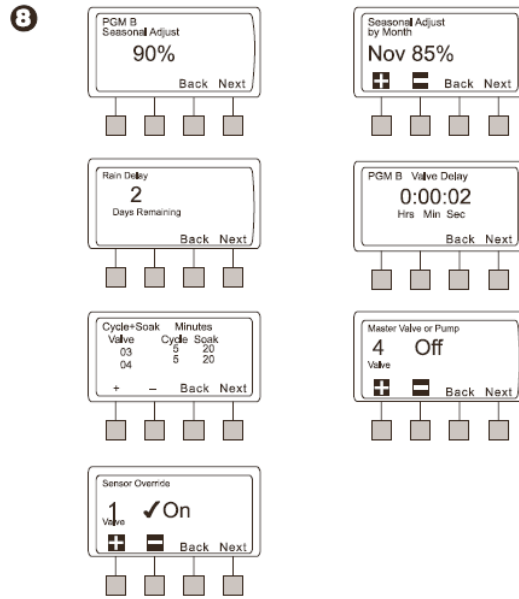 8
PGM B
Seasonal Adjust
90%
Back Next
Seasonal Adjust
by Month
Nov 85%
+ – Back Next
Rain Delay
2
Days Remaining
Back Next
PGM B Valve Delay
0:00:02
Hrs Min Sec
Back Next
Cycle+Soak Minutes
Valve Cycle Soak
03 5 20
04 5 20
+ – Back Next
Master Valve or Pump
4 Off
Valve
+ – Back Next
Sensor Override
1 ✓On
Valve
+ – Back Next